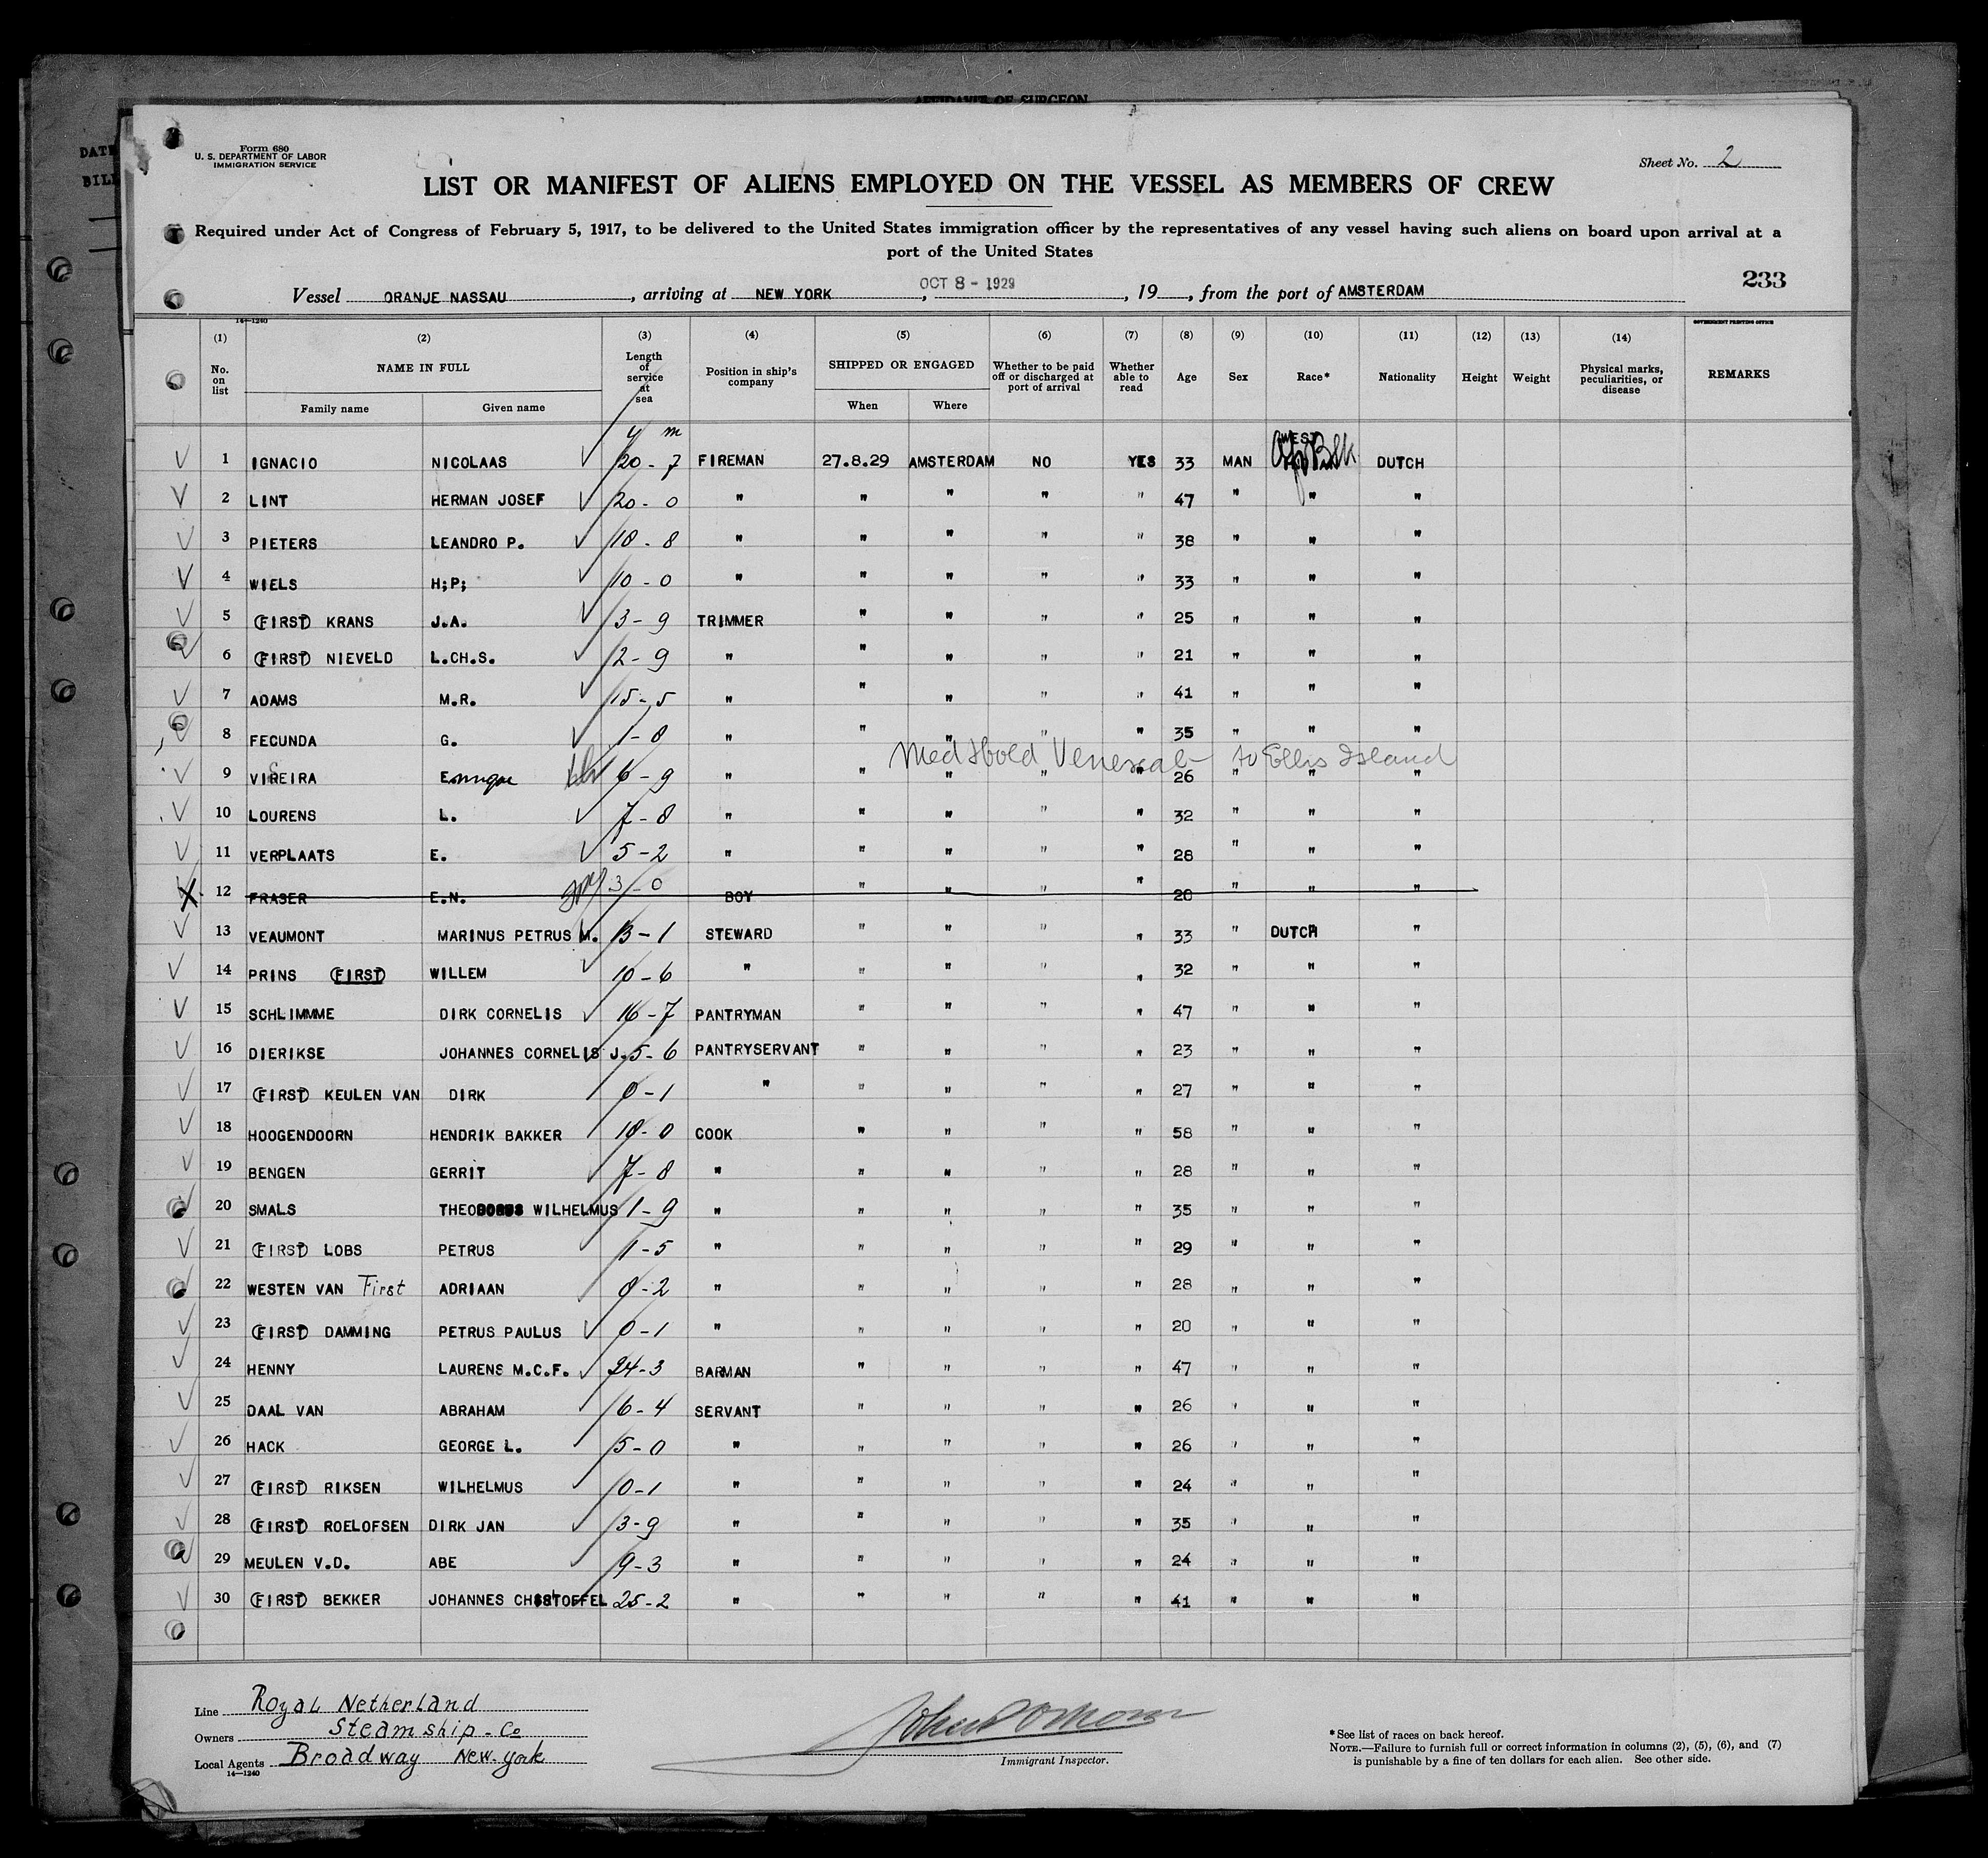 AFFIDAVIT OF SURGEON
DATE
BILL
Form 680
U. S. DEPARTMENT OF LABOR
IMMIGRATION SERVICE
Sheet No. 2
LIST OR MANIFEST OF ALIENS EMPLOYED ON THE VESSEL AS MEMBERS OF CREW
Required under Act of Congress of February 5, 1917, to be delivered to the United States immigration officer by the representatives of any vessel having such aliens on board upon arrival at a
port of the United States
233
Vessel ORANJE NASSAU, arriving at NEW YORK, OCT 8 - 1929, 19, from the port of AMSTERDAM
14—1240
GOVERNMENT PRINTING OFFICE
(1) (2) (3) (4) (5) (6) (7) (8) (9) (10) (11) (12) (13) (14)
No. on list NAME IN FULL Length of service at sea Position in ship's company SHIPPED OR ENGAGED Whether to be paid off or discharged at port of arrival Whether able to read Age Sex Race* Nationality Height Weight Physical marks, peculiarities, or disease REMARKS
Family name Given name When Where
y m
1 IGNACIO NICOLAAS 20 - 7 FIREMAN 27.8.29 AMSTERDAM NO YES 33 MAN WEST Blk DUTCH
2 LINT HERMAN JOSEF 20 - 0 " " " " " 47 " " "
3 PIETERS LEANDRO P. 18 - 8 " " " " " 38 " " "
4 WIELS H;P; 10 - 0 " " " " " 33 " " "
5 (FIRST) KRANS J.A. 3 - 9 TRIMMER " " " " 25 " " "
6 (FIRST) NIEVELD L.CH.S. 2 - 9 " " " " " 21 " " "
7 ADAMS M.R. 15 - 5 " " " " " 41 " " "
8 FECUNDA G. 1 - 8 " " " " " 35 " " "
Med Hold Venereal - to Ellis Island
9 VIREIRA Enrique 6 - 9 " " " " " 26 " " "
10 LOURENS L. 7 - 8 " " " " " 32 " " "
11 VERPLAATS E. 5 - 2 " " " " " 28 " " "
12 FRASER E.N. 3 - 0 BOY " " " " 20 " " "
13 VEAUMONT MARINUS PETRUS M. 13 - 1 STEWARD " " " " 33 " DUTCH "
14 PRINS (FIRST) WILLEM 10 - 6 " " " " " 32 " " "
15 SCHLIMMME DIRK CORNELIS 16 - 7 PANTRYMAN " " " " 47 " " "
16 DIERIKSE JOHANNES CORNELIS J. 5 - 6 PANTRYSERVANT " " " " 23 " " "
17 (FIRST) KEULEN VAN DIRK 0 - 1 " " " " " 27 " " "
18 HOOGENDOORN HENDRIK BAKKER 18 - 0 COOK " " " " 58 " " "
19 BENGEN GERRIT 7 - 8 " " " " " 28 " " "
20 SMALS THEODORUS WILHELMUS 1 - 9 " " " " " 35 " " "
21 (FIRST) LOBS PETRUS 1 - 5 " " " " " 29 " " "
22 WESTEN VAN First ADRIAAN 0 - 2 " " " " " 28 " " "
23 (FIRST) DAMMING PETRUS PAULUS 0 - 1 " " " " " 20 " " "
24 HENNY LAURENS M.C.F. 24 - 3 BARMAN " " " " 47 " " "
25 DAAL VAN ABRAHAM 6 - 4 SERVANT " " " " 26 " " "
26 HACK GEORGE L. 5 - 0 " " " " " 26 " " "
27 (FIRST) RIKSEN WILHELMUS 0 - 1 " " " " " 24 " " "
28 (FIRST) ROELOFSEN DIRK JAN 3 - 9 " " " " " 35 " " "
29 MEULEN V.D. ABE 9 - 3 " " " " " 24 " " "
30 (FIRST) BEKKER JOHANNES CHSTOFFEL 25 - 2 " " " " " 41 " " "
Line Royal Netherland
Owners Steamship - Co
Local Agents Broadway New-York
14—1240
Immigrant Inspector.
*See list of races on back hereof.
NOTE.—Failure to furnish full or correct information in columns (2), (5), (6), and (7)
is punishable by a fine of ten dollars for each alien. See other side.